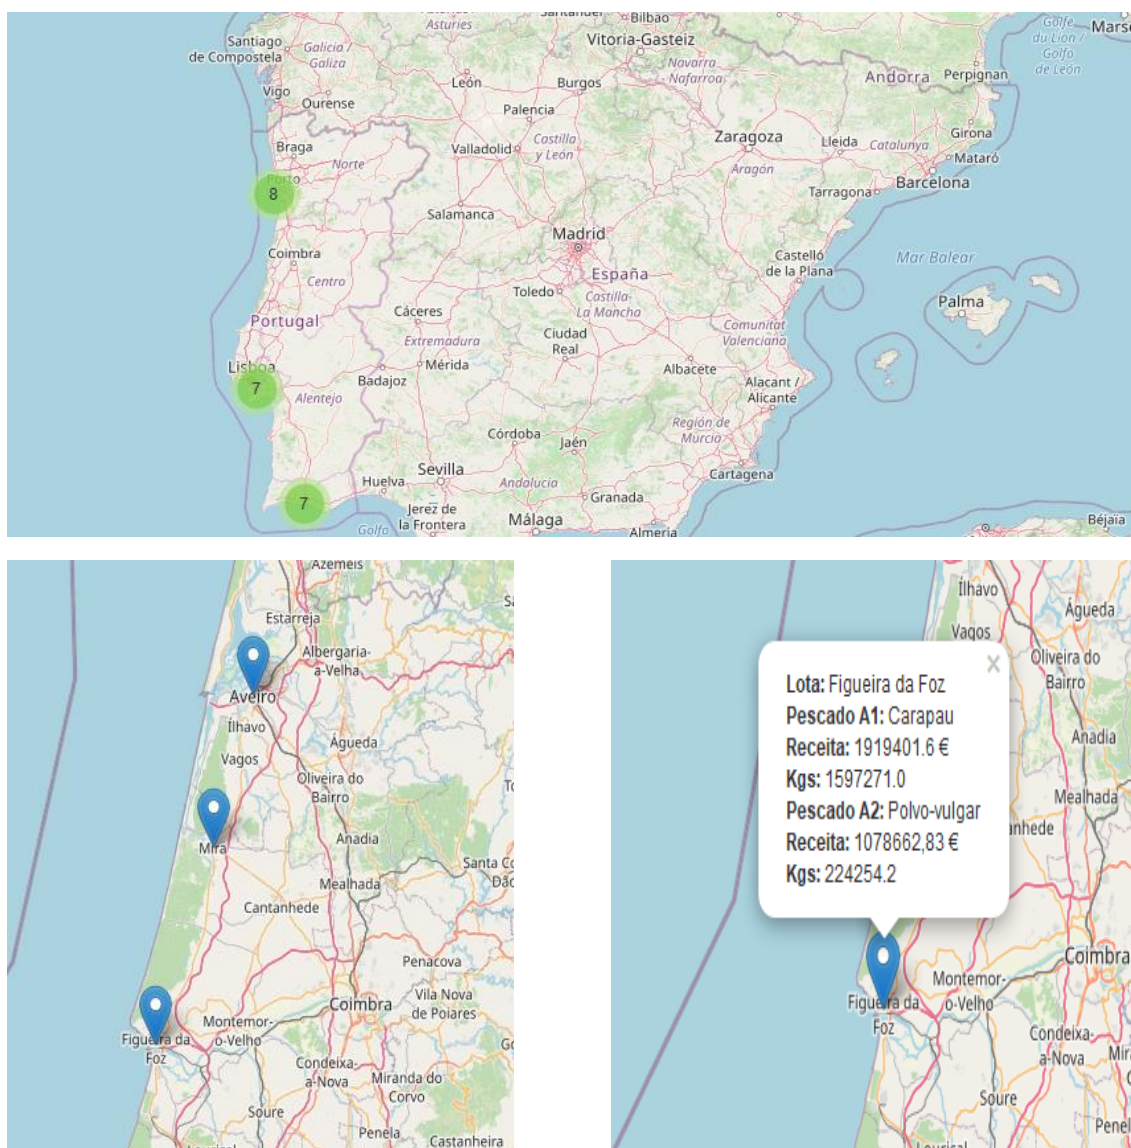 Asturies
Asturias
Santander
Bilbao
Golfe
du Lion /
Golfo
de León
Santiago
de Compostela
Galicia /
Galiza
Vitoria-Gasteiz
León
Burgos
Navarra
- Nafarroa
Andorra
Perpignan
Vigo
Ourense
Palencia
Castilla
y León
Zaragoza
Lleida
Catalunya
Girona
Braga
Norte
Valladolid
Aragón
Mataró
Barcelona
Porto
8
Tarragona
Salamanca
Madrid
Coimbra
Castelló
de la Plana
Mar Balear
Centro
España
Toledo
Castilla-
La Mancha
Palma
Cáceres
Portugal
Extremadura
Ciudad
Real
Comunitat
Valenciana
Lisboa
7
Mérida
Badajoz
Albacete
Alacant /
Alicante
Alentejo
Córdoba
Jaén
Región de
Murcia
Sevilla
Huelva
Andalucía
Cartagena
7
Granada
Jerez de
la Frontera
Málaga
Almería
Golfo
Béjaïa
Azeméis
Estarreja
Albergaria-
a-Velha
Aveiro
Ílhavo
Vagos
Águeda
Oliveira do
Bairro
Mira
Anadia
Santa
Mealhada
Cantanhede
Penacova
Coimbra
Vila Nova
de Poiares
Figueira da
Foz
Montemor-
o-Velho
Condeixa-
a-Nova
Miranda do
Corvo
Soure
Penela
Castanheira
Ílhavo
Águeda
Vagos
Oliveira do
Bairro
×
Lota: Figueira da Foz
Pescado A1: Carapau
Receita: 1919401.6 €
Kgs: 1597271.0
Pescado A2: Polvo-vulgar
Receita: 1078662,83 €
Kgs: 224254.2
Anadia
Mealhada
anhede
Coimbra
Figueira da
Foz
Montemor-
o-Velho
Condeixa-
a-Nova
Soure
Penel